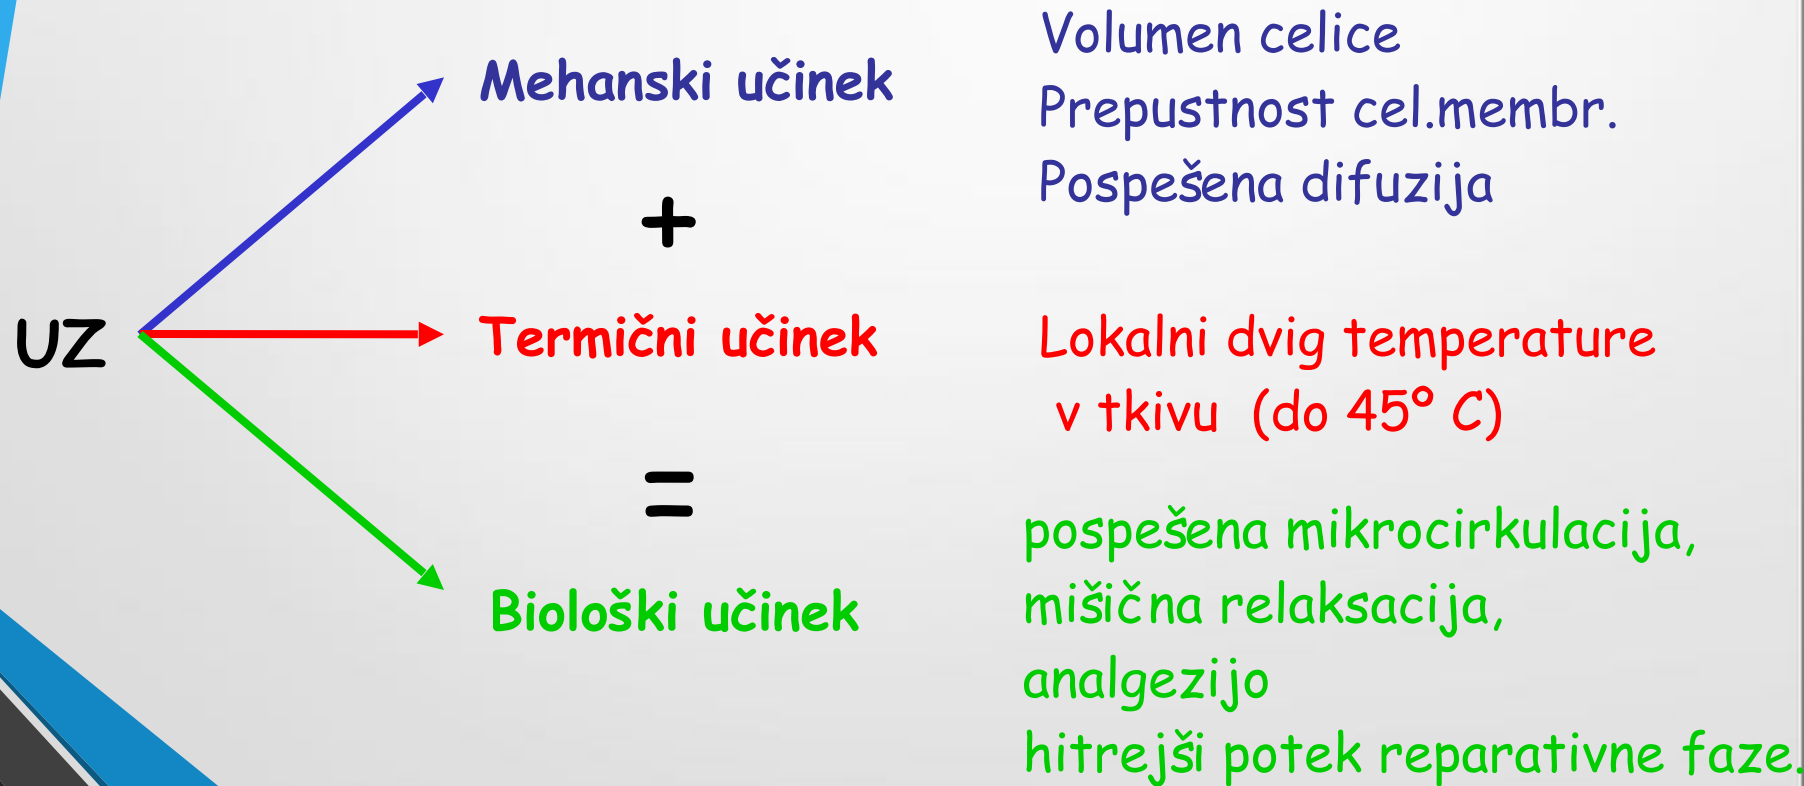 UZ
Mehanski učinek
+
Termični učinek
=
Biološki učinek
Volumen celice
Prepustnost cel.membr.
Pospešena difuzija
Lokalni dvig temperature
v tkivu (do 45º C)
pospešena mikrocirkulacija,
mišična relaksacija,
analgezijo
hitrejši potek reparativne faze.